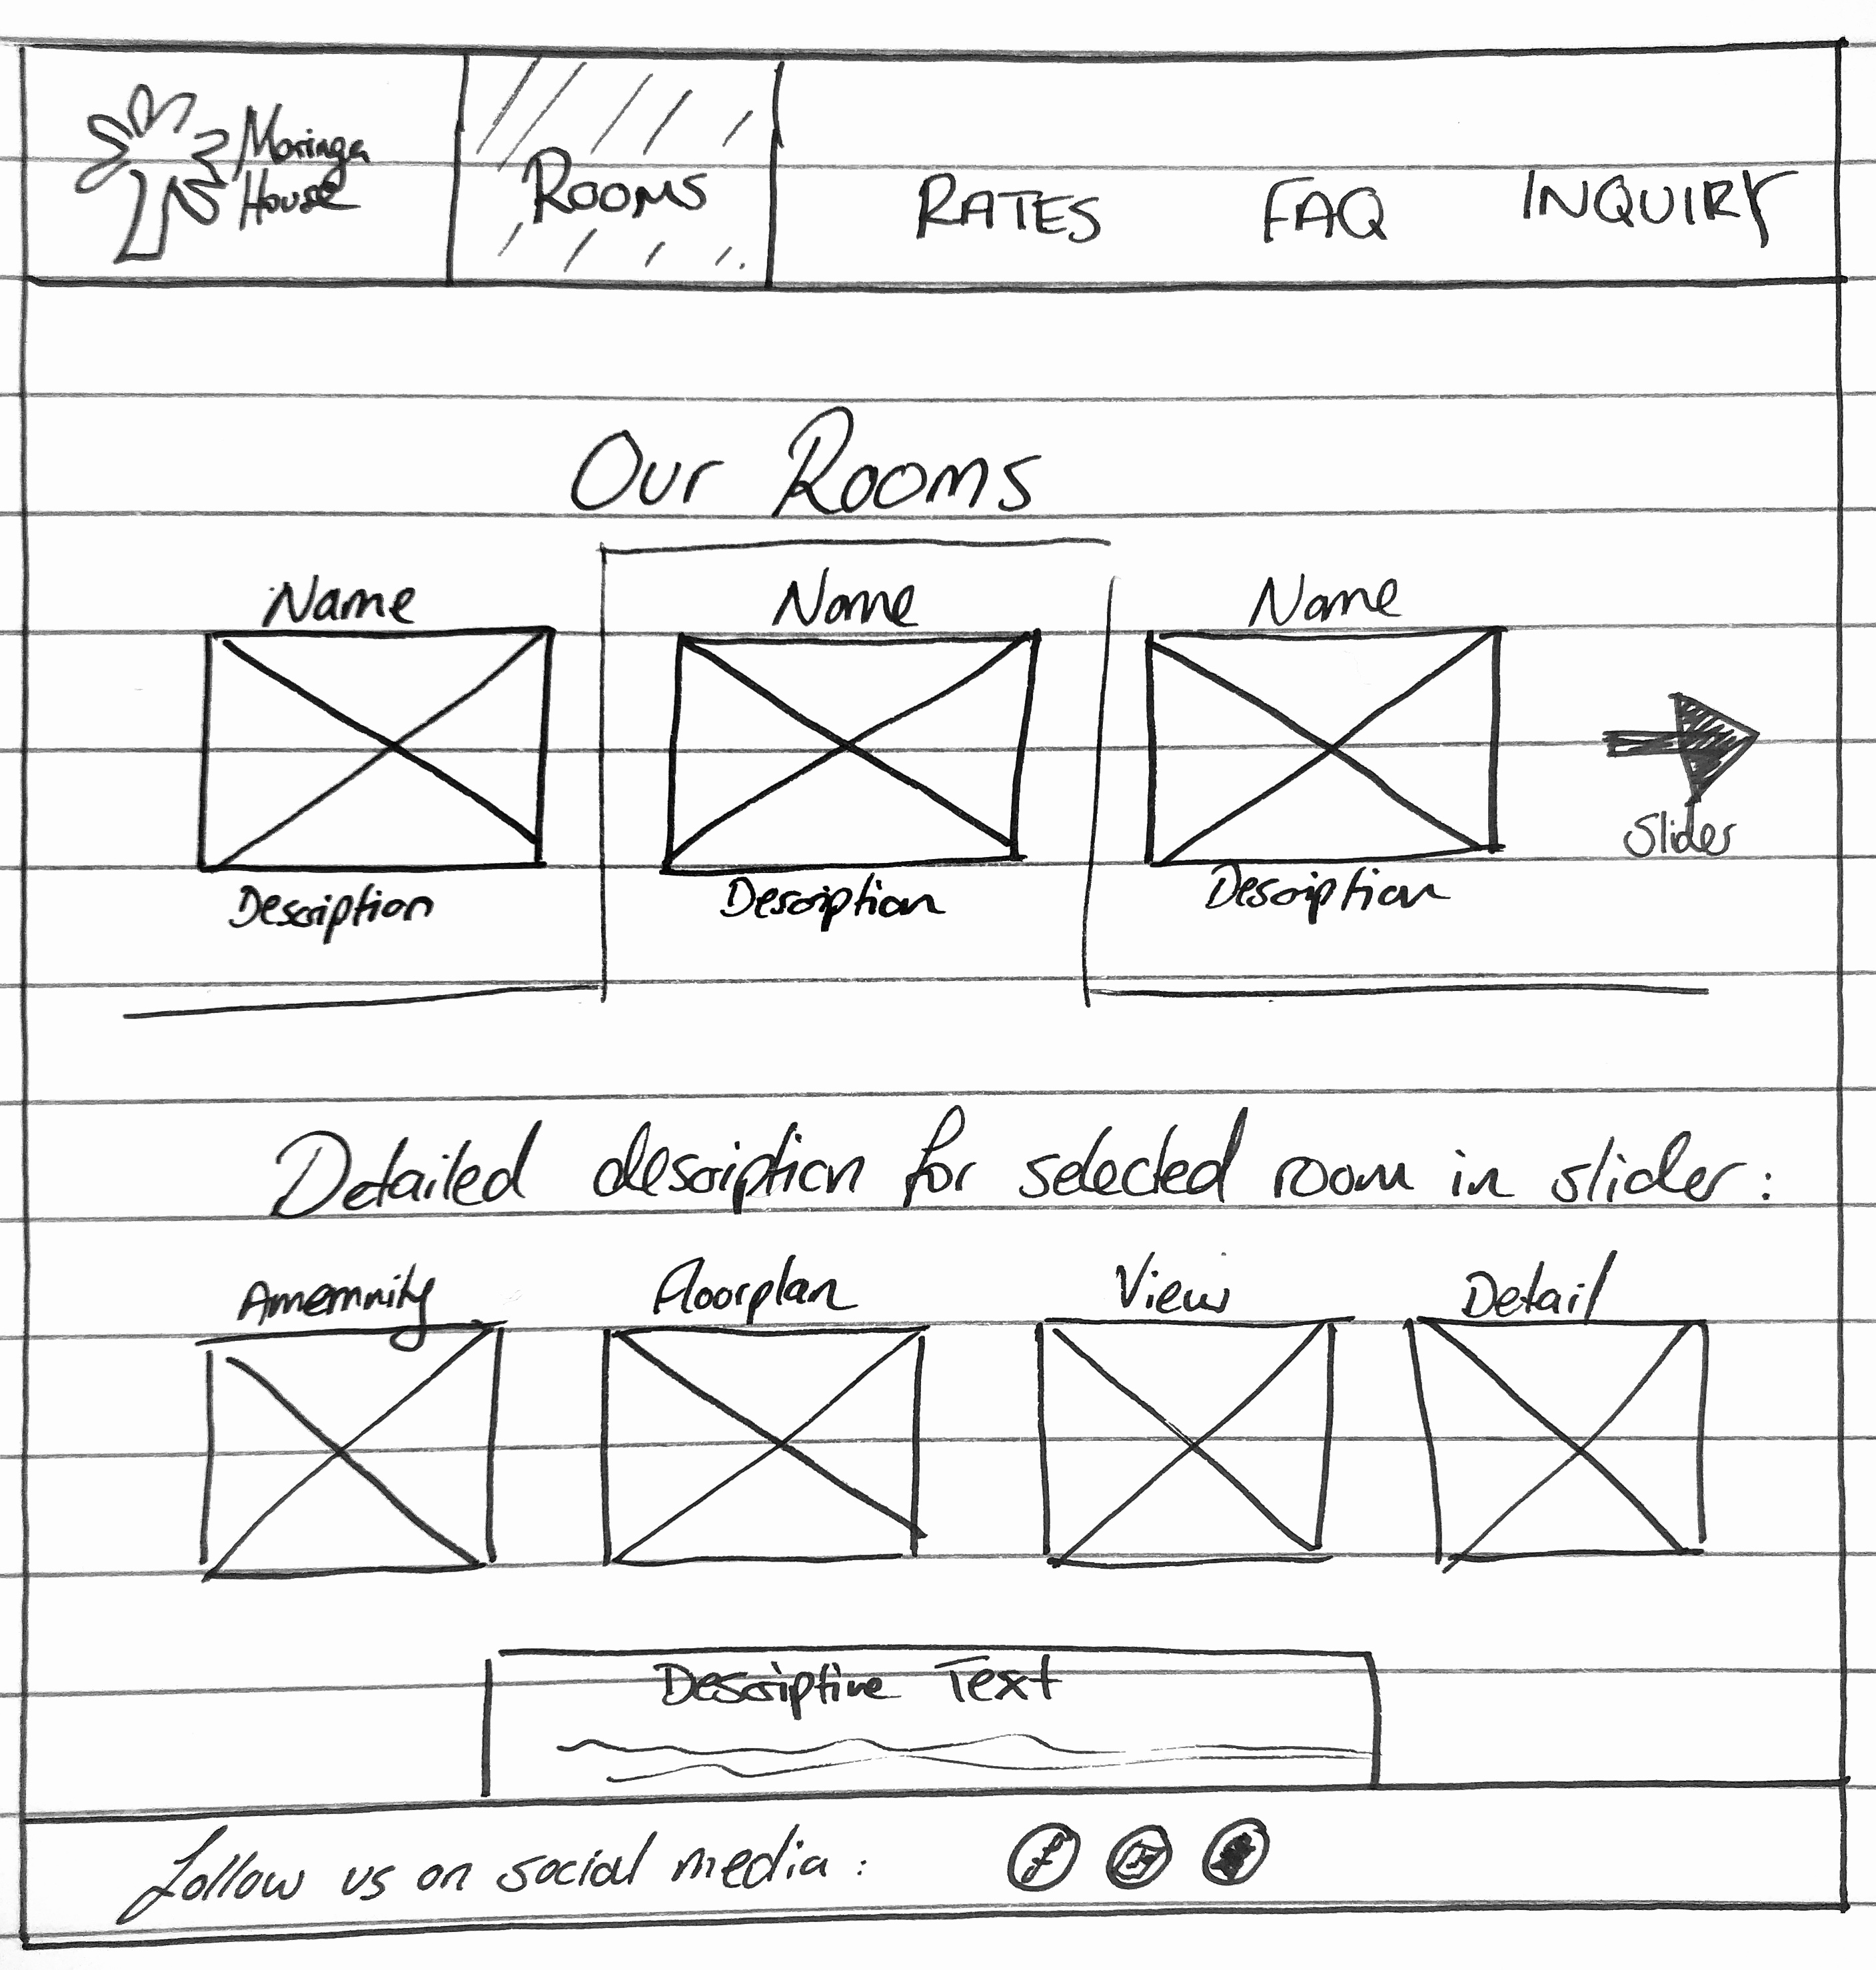 Moringa
House
ROOMS
RATES
FAQ
INQUIRY
Our Rooms
Name
Name
Name
Slider
Description
Description
Description
Detailed description for selected room in slider:
Amemnity
Floorplan
View
Detail
Descriptive Text
follow us on social media:
f